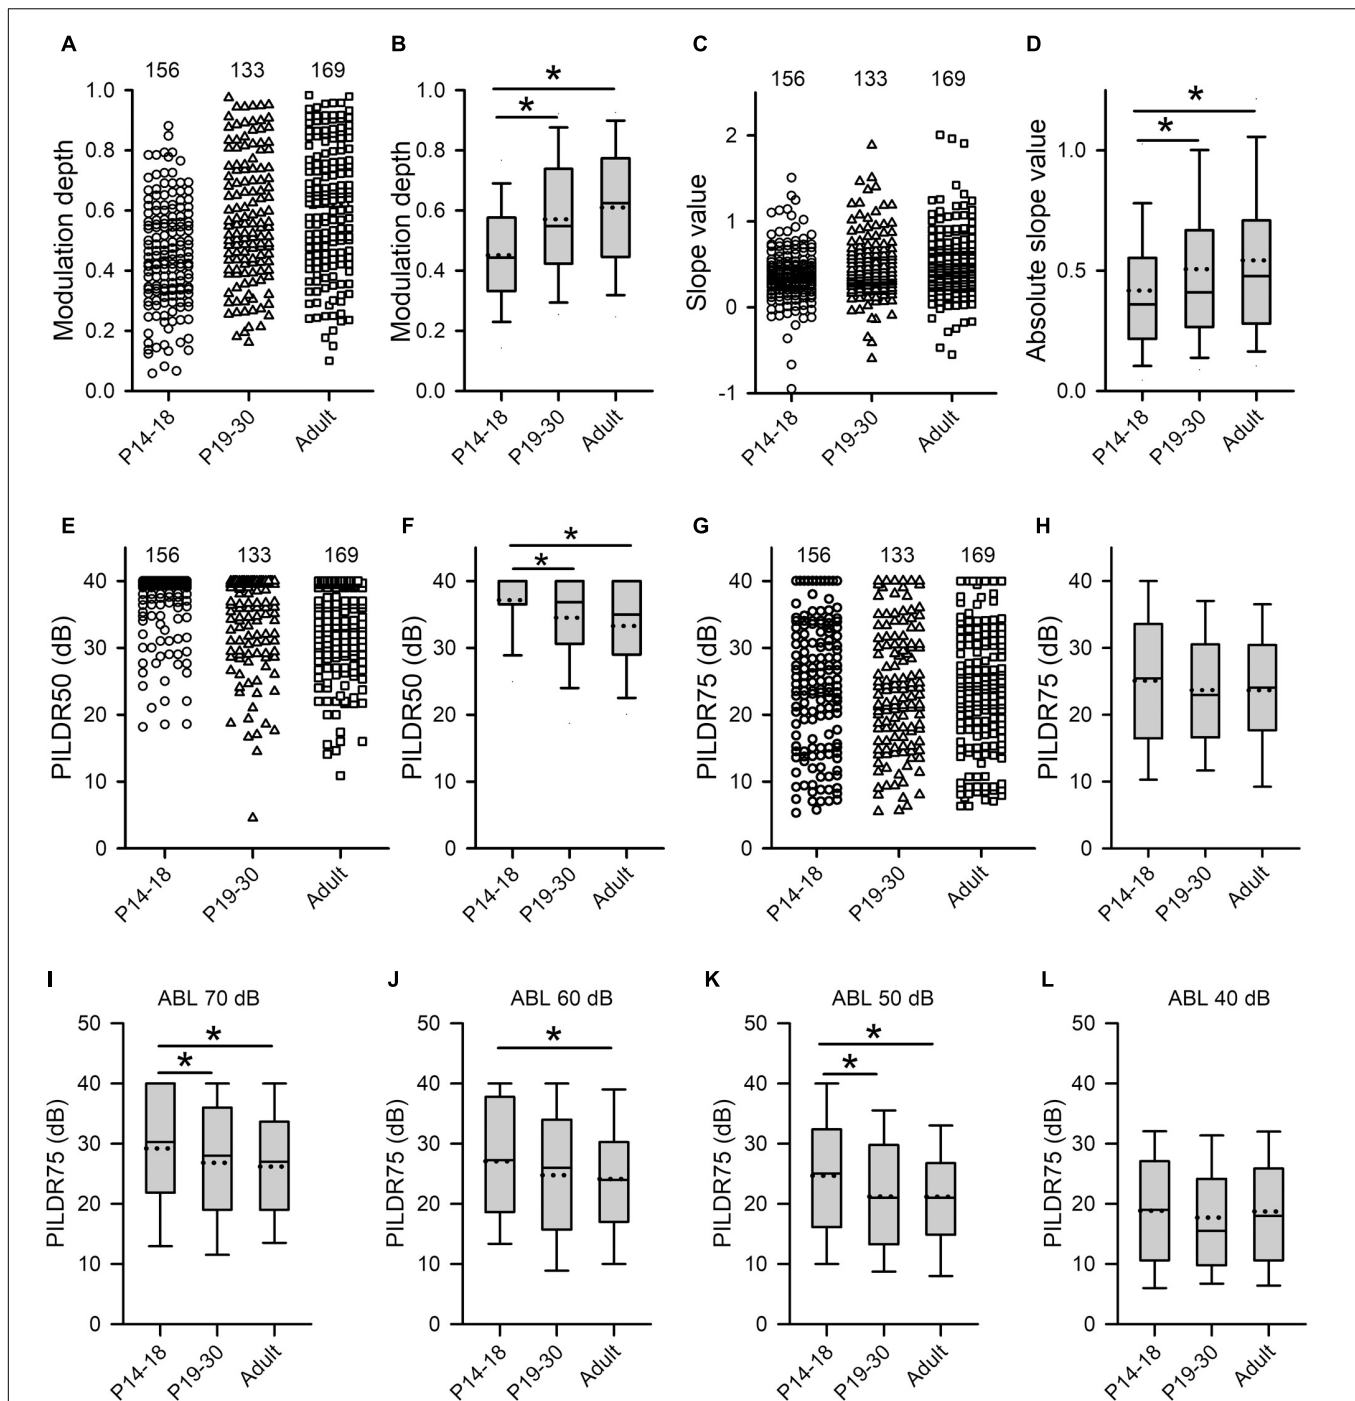 A B C D
156 133 169
Modulation depth
1.0
0.8
0.6
0.4
0.2
0.0
P14-18 P19-30 Adult
*
*
Modulation depth
1.0
0.8
0.6
0.4
0.2
0.0
P14-18 P19-30 Adult
156 133 169
Slope value
2
1
0
-1
P14-18 P19-30 Adult
*
*
Absolute slope value
1.0
0.5
0.0
P14-18 P19-30 Adult
E F G H
156 133 169
PILDR50 (dB)
40
30
20
10
0
P14-18 P19-30 Adult
*
*
PILDR50 (dB)
40
30
20
10
0
P14-18 P19-30 Adult
156 133 169
PILDR75 (dB)
40
30
20
10
0
P14-18 P19-30 Adult
PILDR75 (dB)
40
30
20
10
0
P14-18 P19-30 Adult
I J K L
ABL 70 dB
*
*
PILDR75 (dB)
50
40
30
20
10
0
P14-18 P19-30 Adult
ABL 60 dB
*
PILDR75 (dB)
50
40
30
20
10
0
P14-18 P19-30 Adult
ABL 50 dB
*
*
PILDR75 (dB)
50
40
30
20
10
0
P14-18 P19-30 Adult
ABL 40 dB
PILDR75 (dB)
50
40
30
20
10
0
P14-18 P19-30 Adult